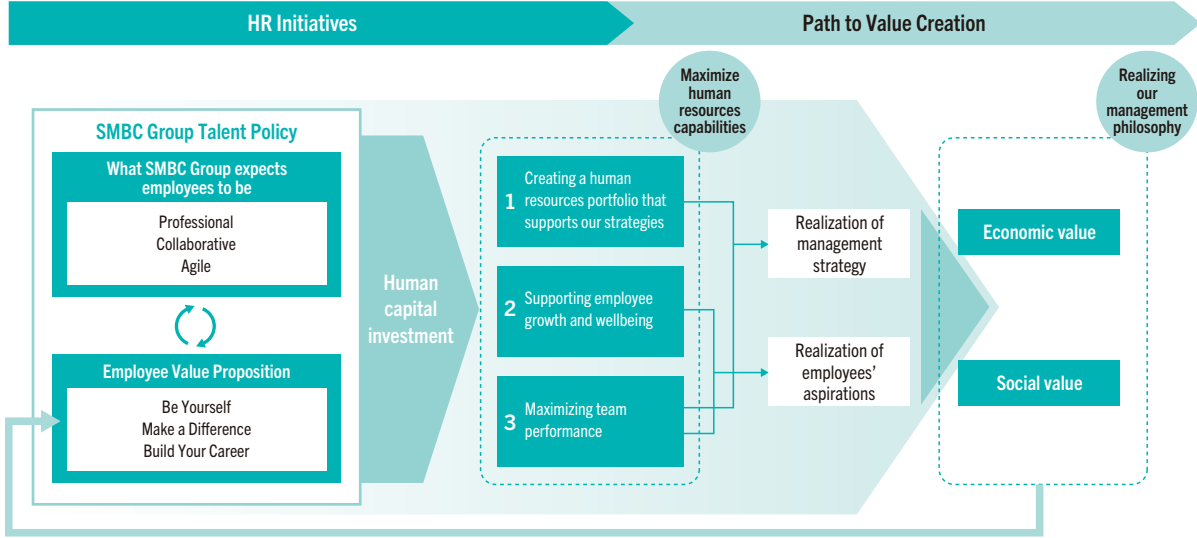 HR Initiatives
Path to Value Creation
Maximize
human
resources
capabilities
Realizing
our
management
philosophy
SMBC Group Talent Policy
What SMBC Group expects
employees to be
Professional
Collaborative
Agile
Employee Value Proposition
Be Yourself
Make a Difference
Build Your Career
Human
capital
investment
1
Creating a human
resources portfolio that
supports our strategies
2
Supporting employee
growth and wellbeing
3
Maximizing team
performance
Realization of
management
strategy
Realization of
employees’
aspirations
Economic value
Social value